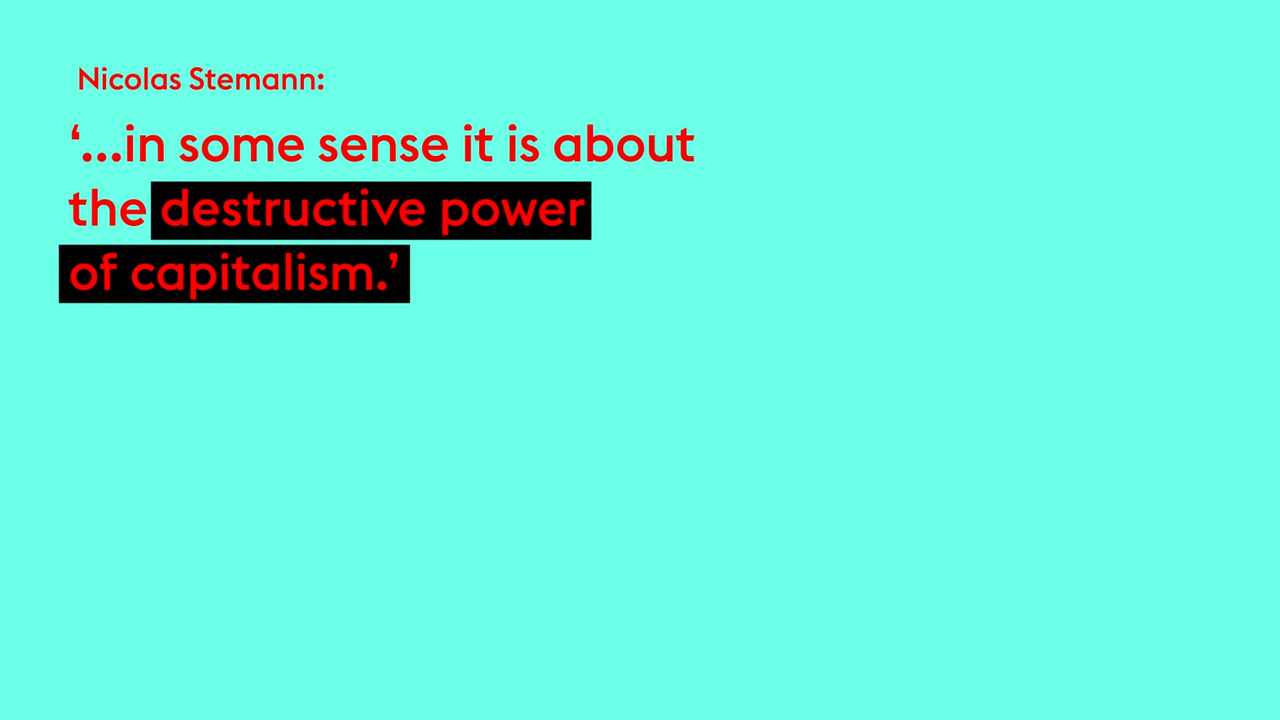 Nicolas Stemann:
‘...in some sense it is about
the destructive power
of capitalism.’